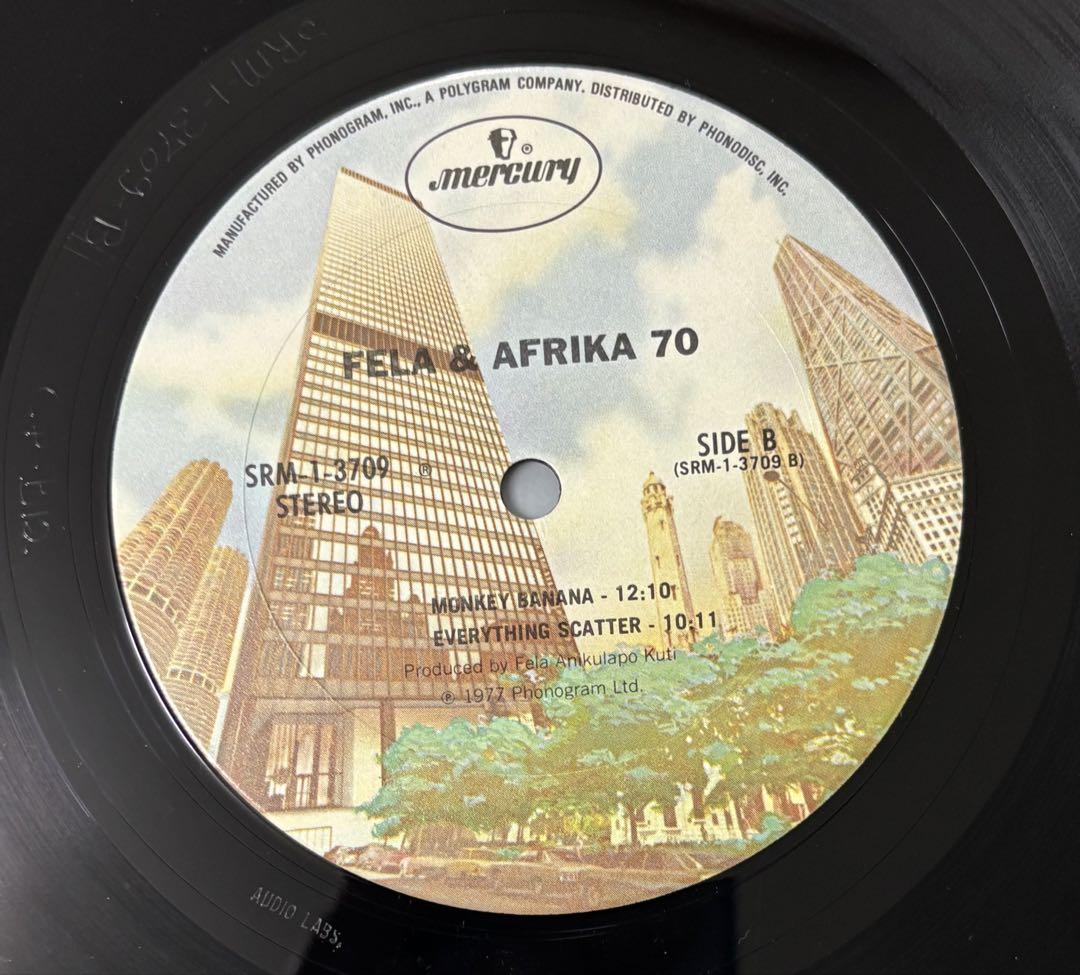 MANUFACTURED BY PHONOGRAM, INC., A POLYGRAM COMPANY. DISTRIBUTED BY PHONODISC, INC.
mercury ®
FELA & AFRIKA 70
SRM-1-3709 ®
STEREO
SIDE B
(SRM-1-3709 B)
MONKEY BANANA - 12:10
EVERYTHING SCATTER - 10:11
Produced by Fela Anikulapo Kuti
℗ 1977 Phonogram Ltd.
AUDIO LABS,